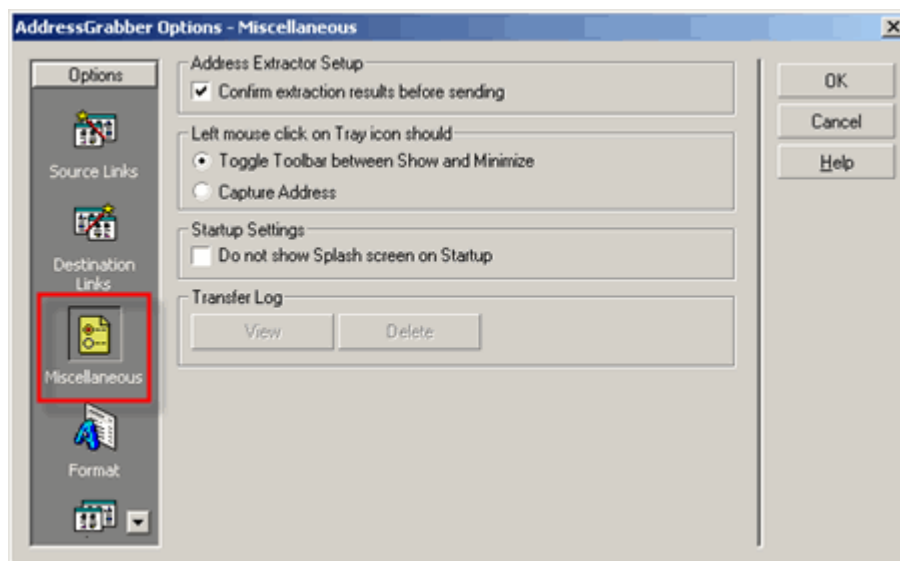 AddressGrabber Options - Miscellaneous
Options
Source Links
Destination
Links
Miscellaneous
Format
Address Extractor Setup
Confirm extraction results before sending
Left mouse click on Tray icon should
Toggle Toolbar between Show and Minimize
Capture Address
Startup Settings
Do not show Splash screen on Startup
Transfer Log
View
Delete
OK
Cancel
Help